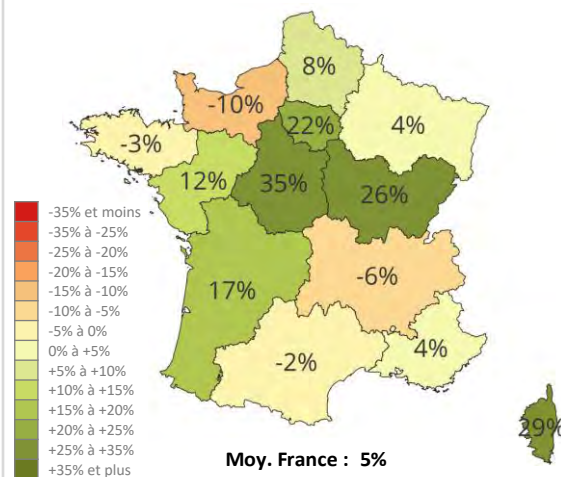 8%
-10%
22%
4%
-3%
12%
35%
26%
-6%
17%
4%
-2%
29%
-35% et moins
-35% à -25%
-25% à -20%
-20% à -15%
-15% à -10%
-10% à -5%
-5% à 0%
0% à +5%
+5% à +10%
+10% à +15%
+15% à +20%
+20% à +25%
+25% à +35%
+35% et plus
Moy. France : 5%